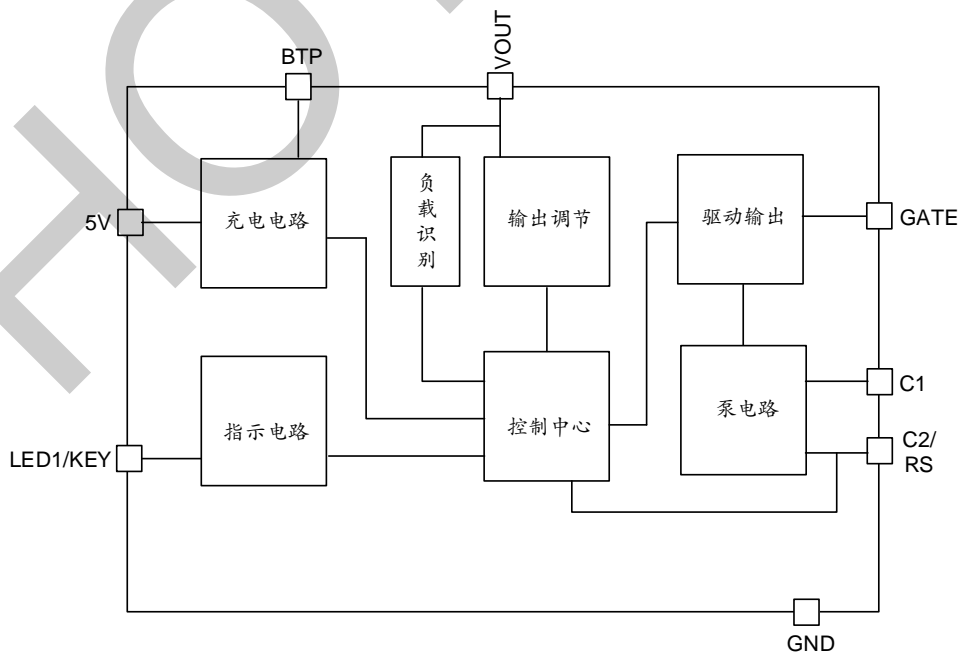 BTP
VOUT
5V
充电电路
负
载
识
别
输出调节
驱动输出
GATE
LED1/KEY
指示电路
控制中心
泵电路
C1
C2/
RS
GND